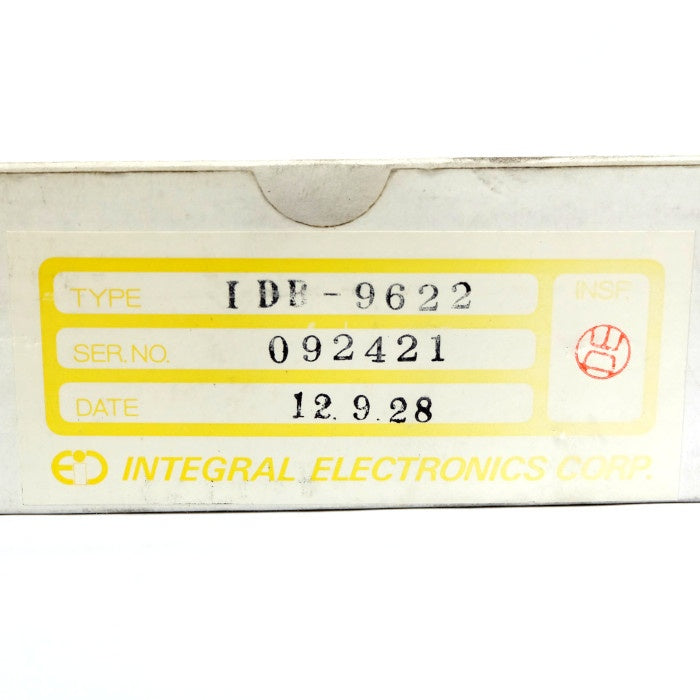 TYPE IDB-9622 INSP.
SER. NO. 092421
DATE 12. 9. 28
INTEGRAL ELECTRONICS CORP.